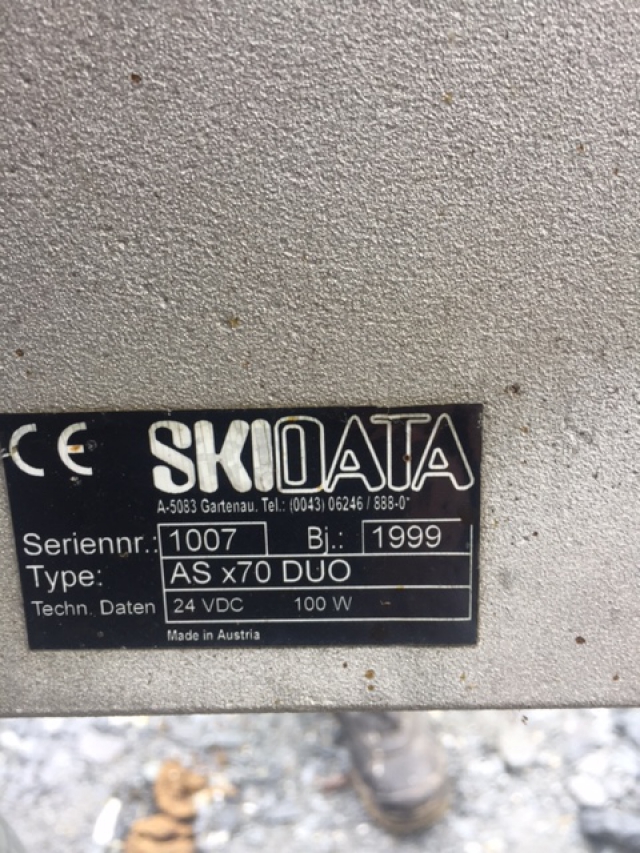 CE SKIDATA
A-5083 Gartenau. Tel.: (0043) 06246 / 888-0*
Seriennr.: 1007 Bj.: 1999
Type: AS x70 DUO
Techn. Daten 24 VDC 100 W
Made in Austria